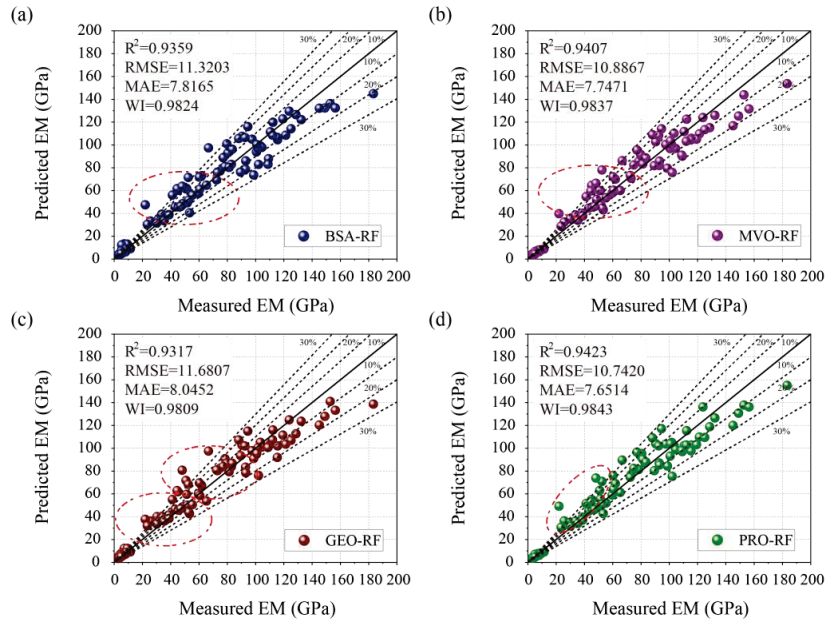 (a)
200
180
160
140
120
100
80
60
40
20
0
Predicted EM (GPa)
R²=0.9359
RMSE=11.3203
MAE=7.8165
WI=0.9824
30%
20%
10%
10%
20%
30%
BSA-RF
0 20 40 60 80 100 120 140 160 180 200
Measured EM (GPa)
(b)
200
180
160
140
120
100
80
60
40
20
0
Predicted EM (GPa)
R²=0.9407
RMSE=10.8867
MAE=7.7471
WI=0.9837
30%
20%
10%
10%
20%
30%
MVO-RF
0 20 40 60 80 100 120 140 160 180 200
Measured EM (GPa)
(c)
200
180
160
140
120
100
80
60
40
20
0
Predicted EM (GPa)
R²=0.9317
RMSE=11.6807
MAE=8.0452
WI=0.9809
30%
20%
10%
10%
20%
30%
GEO-RF
0 20 40 60 80 100 120 140 160 180 200
Measured EM (GPa)
(d)
200
180
160
140
120
100
80
60
40
20
0
Predicted EM (GPa)
R²=0.9423
RMSE=10.7420
MAE=7.6514
WI=0.9843
30%
20%
10%
10%
20%
30%
PRO-RF
0 20 40 60 80 100 120 140 160 180 200
Measured EM (GPa)